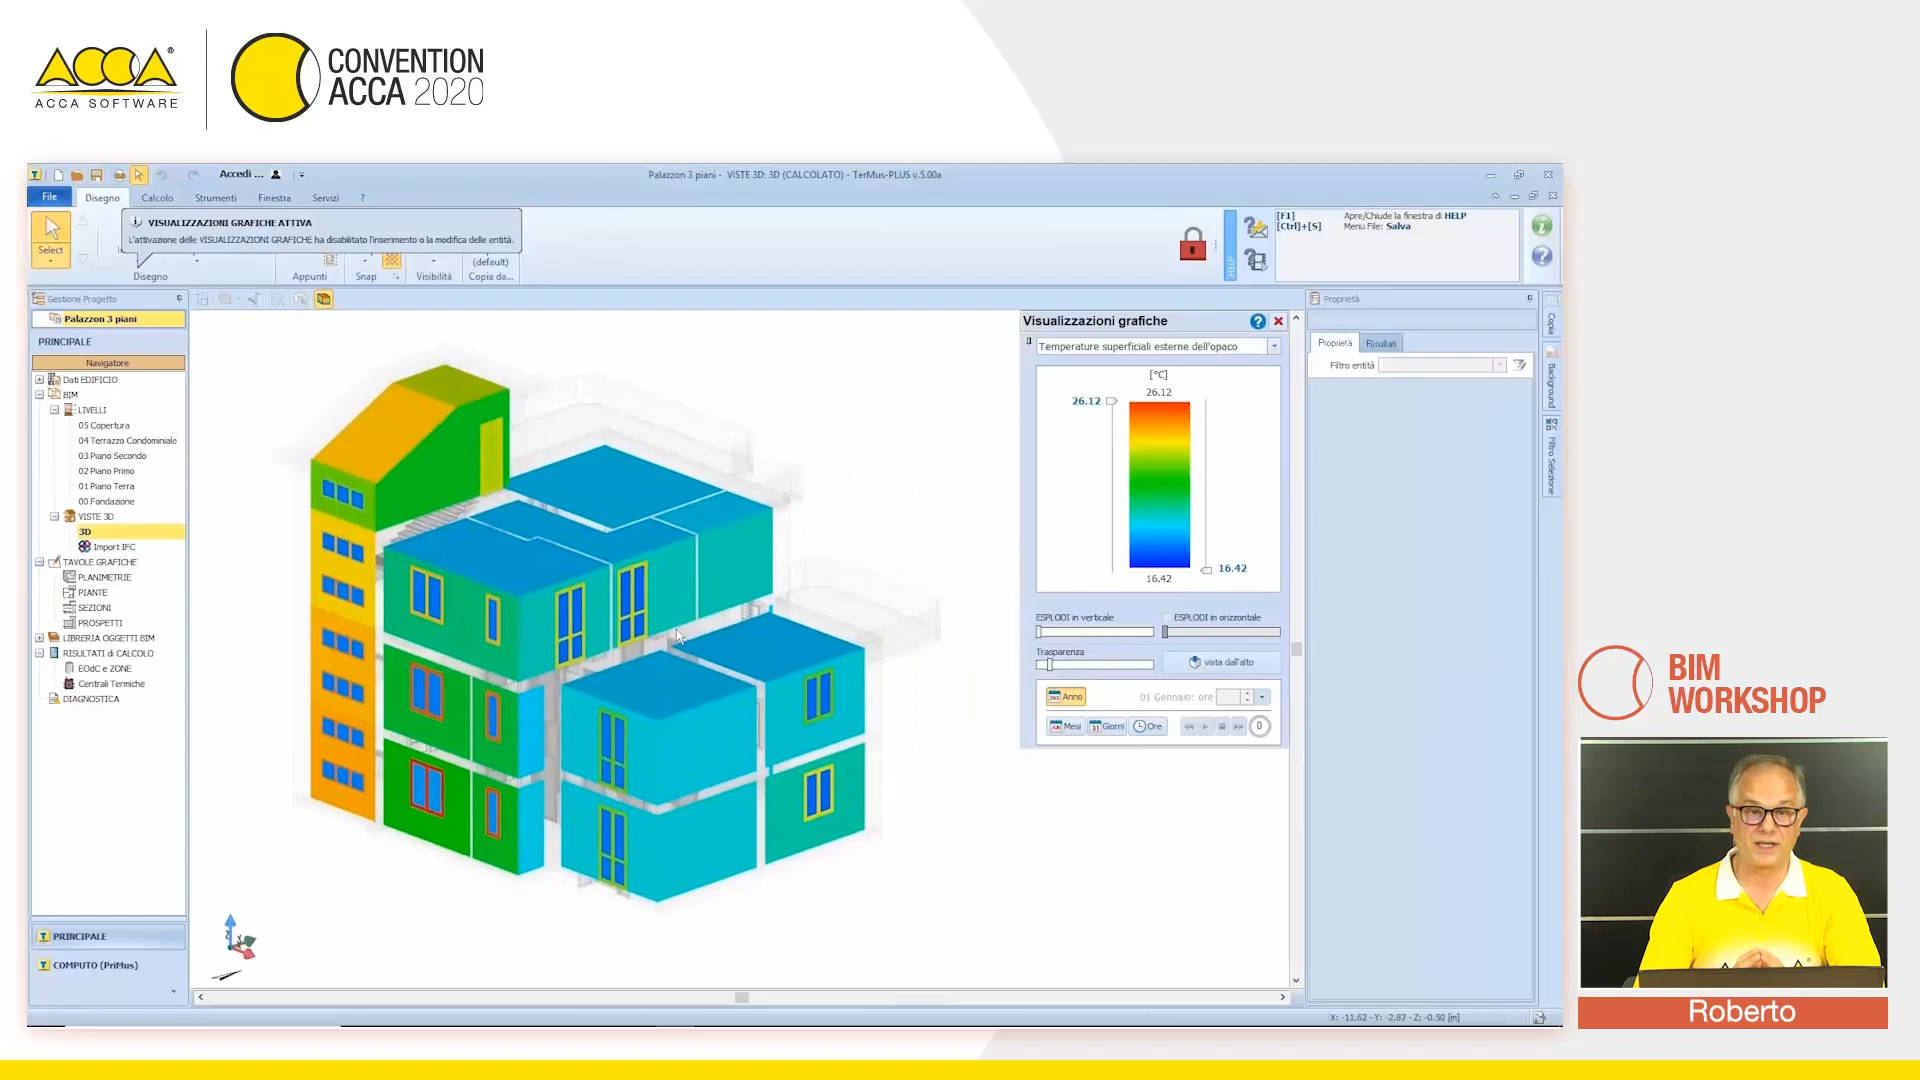 ACCA®
ACCA SOFTWARE
CONVENTION
ACCA 2020
Accedi ...
Palazzon 3 piani - VISTE 3D: 3D (CALCOLATO) - TerMus-PLUS v.5.00a
File
Disegno
Calcolo
Strumenti
Finestra
Servizi
?
VISUALIZZAZIONI GRAFICHE ATTIVA
L'attivazione delle VISUALIZZAZIONI GRAFICHE ha disabilitato l'inserimento o la modifica delle entità.
Select
(default)
Disegno
Appunti
Snap
Visibilità
Copia da...
HELP
[F1] Apre/Chiude la finestra di HELP
[Ctrl]+[S] Menu File: Salva
Gestione Progetto
Palazzon 3 piani
PRINCIPALE
Navigatore
Dati EDIFICIO
BIM
LIVELLI
05 Copertura
04 Terrazzo Condominiale
03 Piano Secondo
02 Piano Primo
01 Piano Terra
00 Fondazione
VISTE 3D
3D
Import IFC
TAVOLE GRAFICHE
PLANIMETRIE
PIANTE
SEZIONI
PROSPETTI
LIBRERIA OGGETTI BIM
RISULTATI di CALCOLO
EOdC e ZONE
Centrali Termiche
DIAGNOSTICA
PRINCIPALE
COMPUTO (PriMus)
Visualizzazioni grafiche
Temperature superficiali esterne dell'opaco
[°C]
26.12
26.12
16.42
16.42
ESPLODI in verticale
ESPLODI in orizzontale
Trasparenza
vista dall'alto
Anno
01 Gennaio: ore
Mesi
Giorni
Ore
0
Proprietà
Proprietà
Risultati
Filtro entità
Copia
Background
Filtro Selezione
X: -11.62 - Y: -2.87 - Z: -0.50 [m]
BIM
WORKSHOP
Roberto